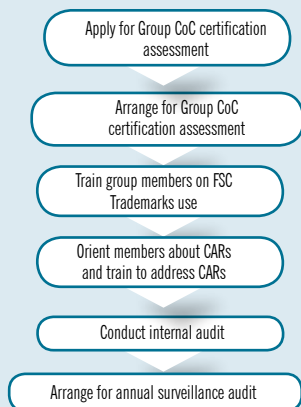 Apply for Group CoC certification
assessment
Arrange for Group CoC
certification assessment
Train group members on FSC
Trademarks use
Orient members about CARs
and train to address CARs
Conduct internal audit
Arrange for annual surveillance audit